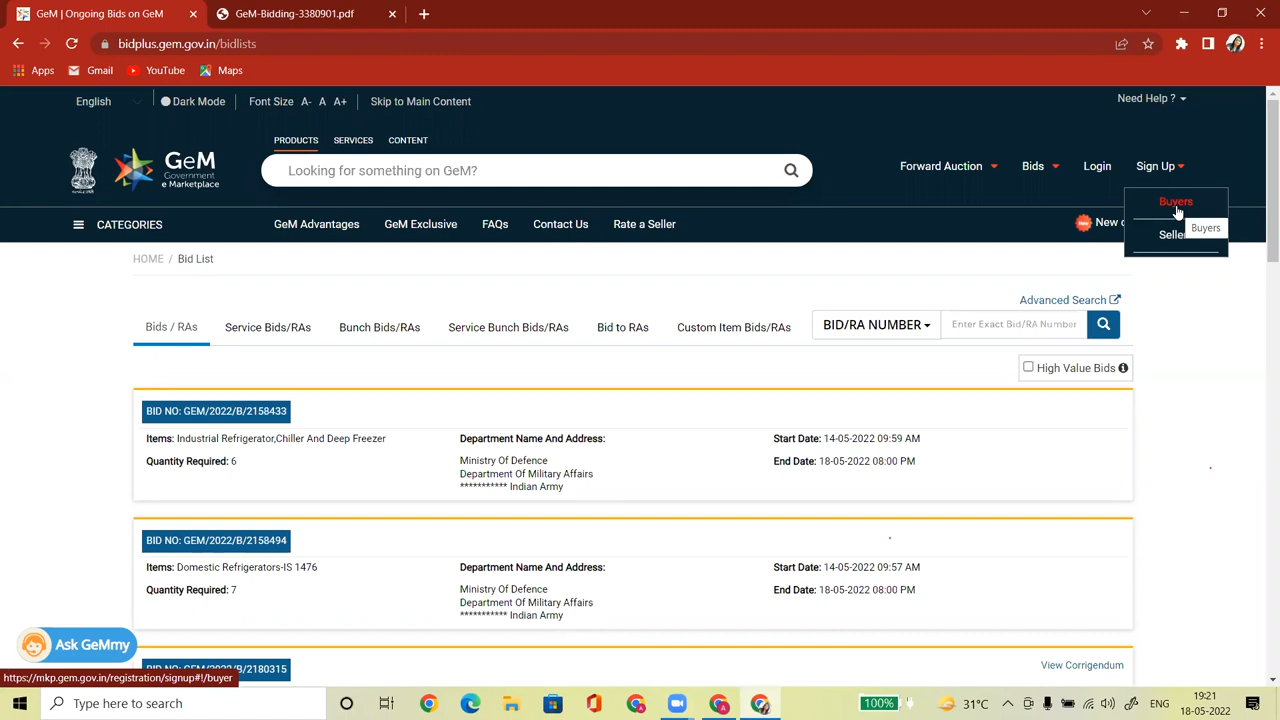 GeM | Ongoing Bids on GeM
GeM-Bidding-3380901.pdf
bidplus.gem.gov.in/bidlists
Apps Gmail YouTube Maps
English Dark Mode Font Size A- A A+ Skip to Main Content Need Help ?
PRODUCTS SERVICES CONTENT
GeM
Government
e Marketplace
Looking for something on GeM?
Forward Auction Bids Login Sign Up
Buyers
CATEGORIES GeM Advantages GeM Exclusive FAQs Contact Us Rate a Seller New
Buyers
HOME / Bid List
Advanced Search
Bids / RAs Service Bids/RAs Bunch Bids/RAs Service Bunch Bids/RAs Bid to RAs Custom Item Bids/RAs BID/RA NUMBER Enter Exact Bid/RA Number
High Value Bids
BID NO: GEM/2022/B/2158433
Items: Industrial Refrigerator,Chiller And Deep Freezer
Quantity Required: 6
Department Name And Address:
Ministry Of Defence
Department Of Military Affairs
*********** Indian Army
Start Date: 14-05-2022 09:59 AM
End Date: 18-05-2022 08:00 PM
BID NO: GEM/2022/B/2158494
Items: Domestic Refrigerators-IS 1476
Quantity Required: 7
Department Name And Address:
Ministry Of Defence
Department Of Military Affairs
*********** Indian Army
Start Date: 14-05-2022 09:57 AM
End Date: 18-05-2022 08:00 PM
Ask GeMmy
BID NO: GEM/2022/B/2180315
View Corrigendum
https://mkp.gem.gov.in/registration/signup#!/buyer
Type here to search
100%
31°C
ENG
19:21
18-05-2022